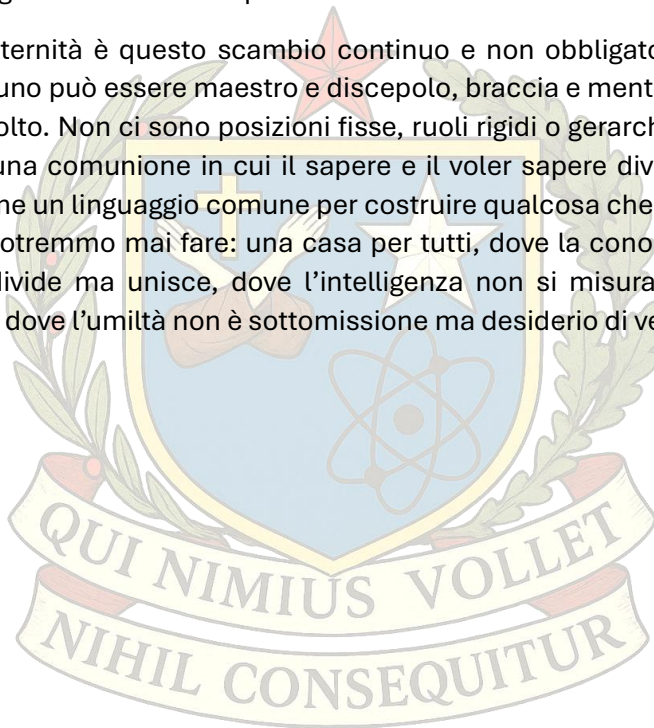 ternità è questo scambio continuo e non obbligato
uno può essere maestro e discepolo, braccia e ment
olto. Non ci sono posizioni fisse, ruoli rigidi o gerarch
una comunione in cui il sapere e il voler sapere div
ne un linguaggio comune per costruire qualcosa che
otremmo mai fare: una casa per tutti, dove la cono
divide ma unisce, dove l’intelligenza non si misura
dove l’umiltà non è sottomissione ma desiderio di ve
QUI NIMIUS VOLLET
NIHIL CONSEQUITUR